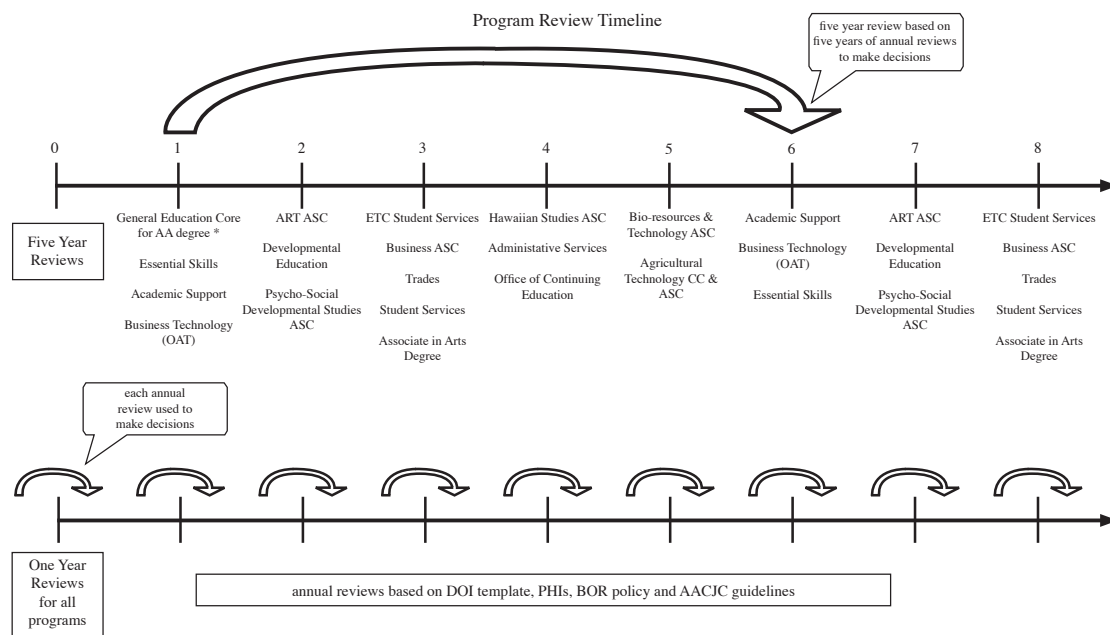 Program Review Timeline
five year review based on
five years of annual reviews
to make decisions
0
1
2
3
4
5
6
7
8
Five Year
Reviews
General Education Core
for AA degree *
Essential Skills
Academic Support
Business Technology
(OAT)
ART ASC
Developmental
Education
Psycho-Social
Developmental Studies
ASC
ETC Student Services
Business ASC
Trades
Student Services
Associate in Arts
Degree
Hawaiian Studies ASC
Administative Services
Office of Continuing
Education
Bio-resources &
Technology ASC
Agricultural
Technology CC &
ASC
Academic Support
Business Technology
(OAT)
Essential Skills
ART ASC
Developmental
Education
Psycho-Social
Developmental Studies
ASC
ETC Student Services
Business ASC
Trades
Student Services
Associate in Arts
Degree
each annual
review used to
make decisions
One Year
Reviews
for all
programs
annual reviews based on DOI template, PHIs, BOR policy and AACJC guidelines